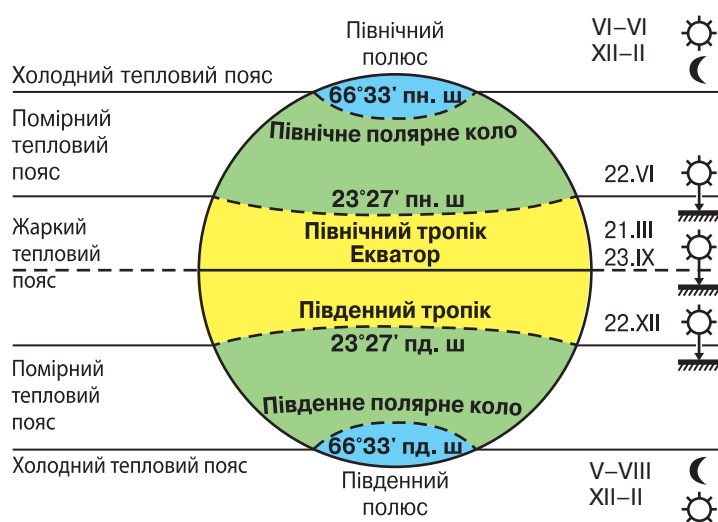 Північний
полюс
VI–VI
XII–II
Холодний тепловий пояс
66°33' пн. ш
Помірний
тепловий
пояс
Північне полярне коло
22.VI
23°27' пн. ш
Жаркий
тепловий
пояс
Північний тропік
Екватор
21.III
23.IX
Південний тропік
22.XII
23°27' пд. ш
Помірний
тепловий
пояс
Південне полярне коло
66°33' пд. ш
Холодний тепловий пояс
Південний
полюс
V–VIII
XII–II